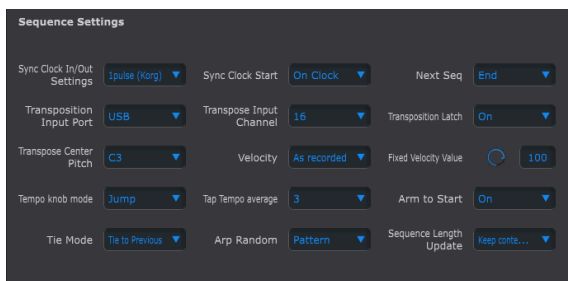 Sequence Settings
Sync Clock In/Out
Settings
1pulse (Korg)
Sync Clock Start
On Clock
Next Seq
End
Transposition
Input Port
USB
Transpose Input
Channel
16
Transposition Latch
On
Transpose Center
Pitch
C3
Velocity
As recorded
Fixed Velocity Value
100
Tempo knob mode
Jump
Tap Tempo average
3
Arm to Start
On
Tie Mode
Tie to Previous
Arp Random
Pattern
Sequence Length
Update
Keep conte...